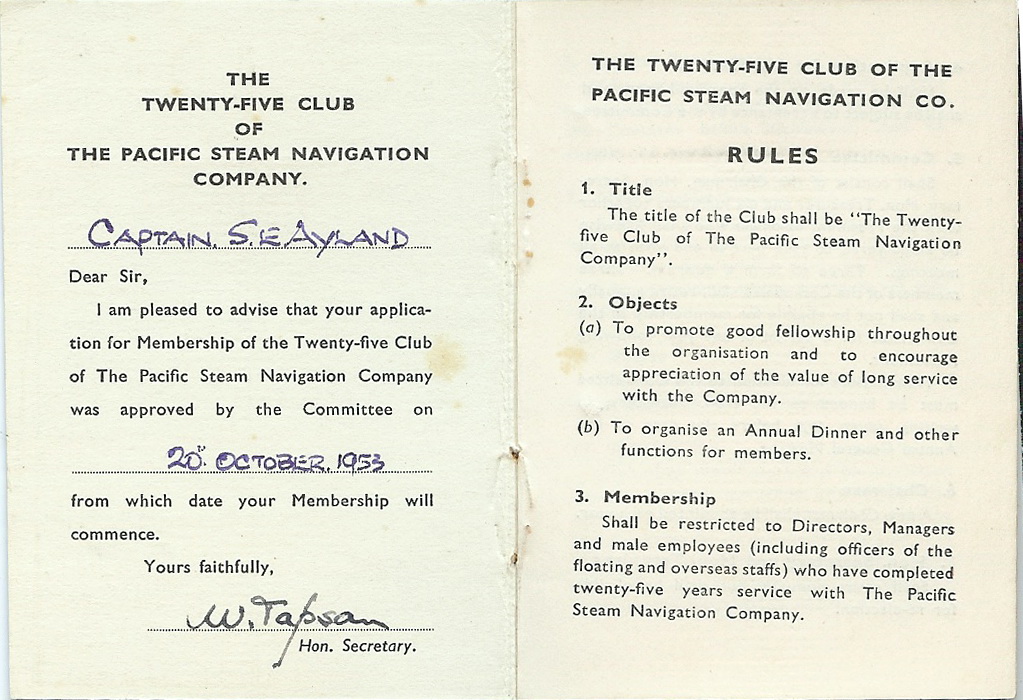 THE
TWENTY-FIVE CLUB
OF
THE PACIFIC STEAM NAVIGATION
COMPANY.
CAPTAIN. S.E AYLAND
Dear Sir,
I am pleased to advise that your applica-
tion for Membership of the Twenty-five Club
of The Pacific Steam Navigation Company
was approved by the Committee on
20th OCTOBER. 1953
from which date your Membership will
commence.
Yours faithfully,
W. Tapson
Hon. Secretary.
THE TWENTY-FIVE CLUB OF THE
PACIFIC STEAM NAVIGATION CO.
RULES
1. Title
The title of the Club shall be “The Twenty-
five Club of The Pacific Steam Navigation
Company”.
2. Objects
(a) To promote good fellowship throughout
the organisation and to encourage
appreciation of the value of long service
with the Company.
(b) To organise an Annual Dinner and other
functions for members.
3. Membership
Shall be restricted to Directors, Managers
and male employees (including officers of the
floating and overseas staffs) who have completed
twenty-five years service with The Pacific
Steam Navigation Company.